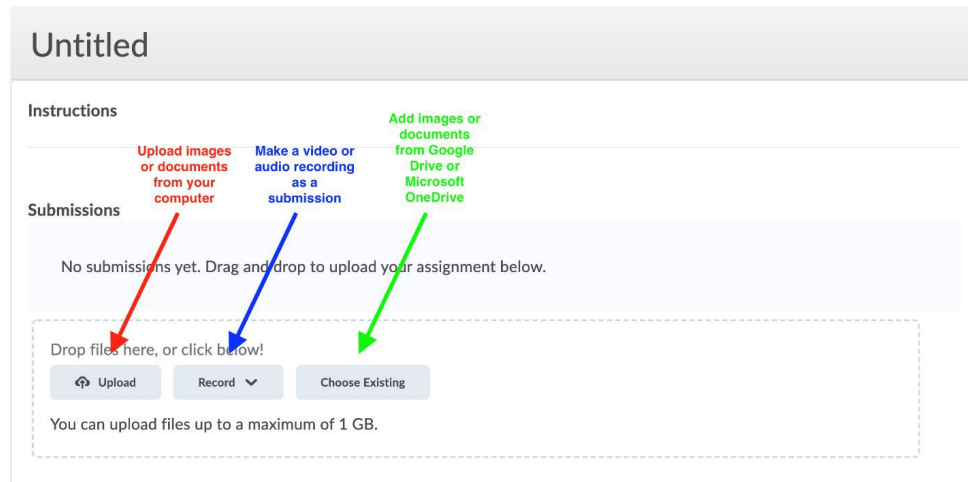 Untitled
Instructions
Add images or
documents
from Google
Drive or
Microsoft
OneDrive
Upload images
or documents
from your
computer
Make a video or
audio recording
as a
submission
Submissions
No submissions yet. Drag and drop to upload your assignment below.
Drop files here, or click below!
Upload
Record
Choose Existing
You can upload files up to a maximum of 1 GB.